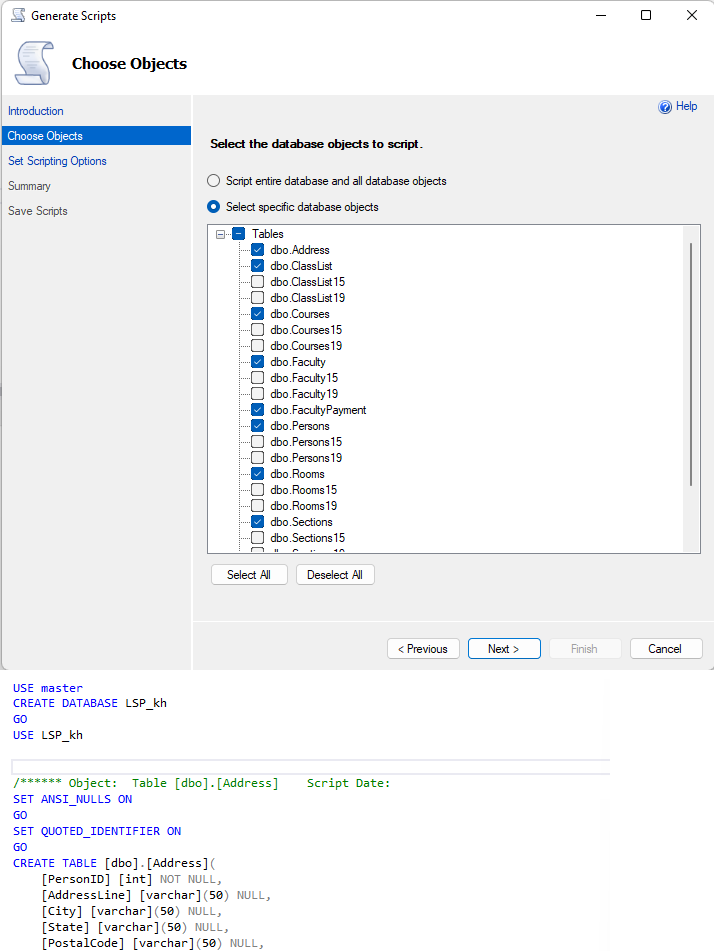 Generate Scripts
Choose Objects
Help
Introduction
Choose Objects
Set Scripting Options
Summary
Save Scripts
Select the database objects to script.
Script entire database and all database objects
Select specific database objects
Tables
dbo.Address
dbo.ClassList
dbo.ClassList15
dbo.ClassList19
dbo.Courses
dbo.Courses15
dbo.Courses19
dbo.Faculty
dbo.Faculty15
dbo.Faculty19
dbo.FacultyPayment
dbo.Persons
dbo.Persons15
dbo.Persons19
dbo.Rooms
dbo.Rooms15
dbo.Rooms19
dbo.Sections
dbo.Sections15
Select All
Deselect All
< Previous
Next >
Finish
Cancel
USE master
CREATE DATABASE LSP_kh
GO
USE LSP_kh
/****** Object:  Table [dbo].[Address]    Script Date:
SET ANSI_NULLS ON
GO
SET QUOTED_IDENTIFIER ON
GO
CREATE TABLE [dbo].[Address](
    [PersonID] [int] NOT NULL,
    [AddressLine] [varchar](50) NULL,
    [City] [varchar](50) NULL,
    [State] [varchar](50) NULL,
    [PostalCode] [varchar](50) NULL,